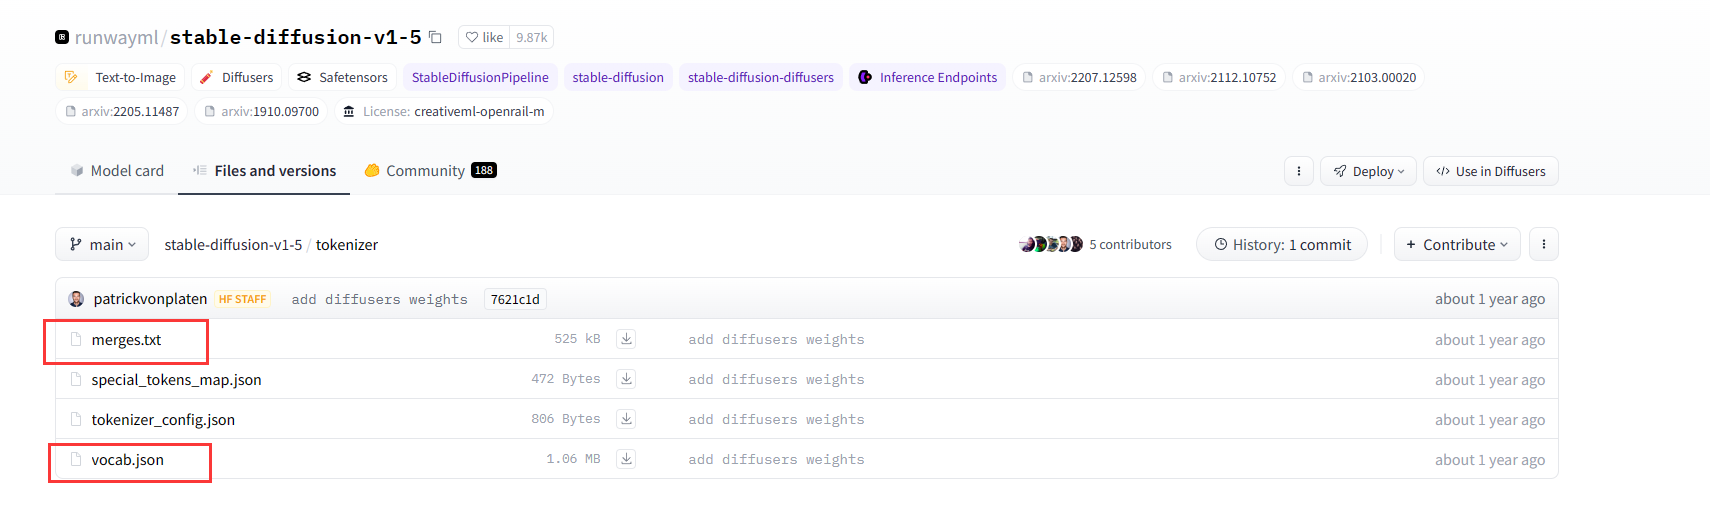 runwayml/stable-diffusion-v1-5 like 9.87k
Text-to-Image Diffusers Safetensors StableDiffusionPipeline stable-diffusion stable-diffusion-diffusers Inference Endpoints arxiv:2207.12598 arxiv:2112.10752 arxiv:2103.00020
arxiv:2205.11487 arxiv:1910.09700 License: creativeml-openrail-m
Model card Files and versions Community 188 Deploy Use in Diffusers
main stable-diffusion-v1-5 / tokenizer 5 contributors History: 1 commit + Contribute
patrickvonplaten HF STAFF add diffusers weights 7621c1d about 1 year ago
merges.txt 525 kB add diffusers weights about 1 year ago
special_tokens_map.json 472 Bytes add diffusers weights about 1 year ago
tokenizer_config.json 806 Bytes add diffusers weights about 1 year ago
vocab.json 1.06 MB add diffusers weights about 1 year ago